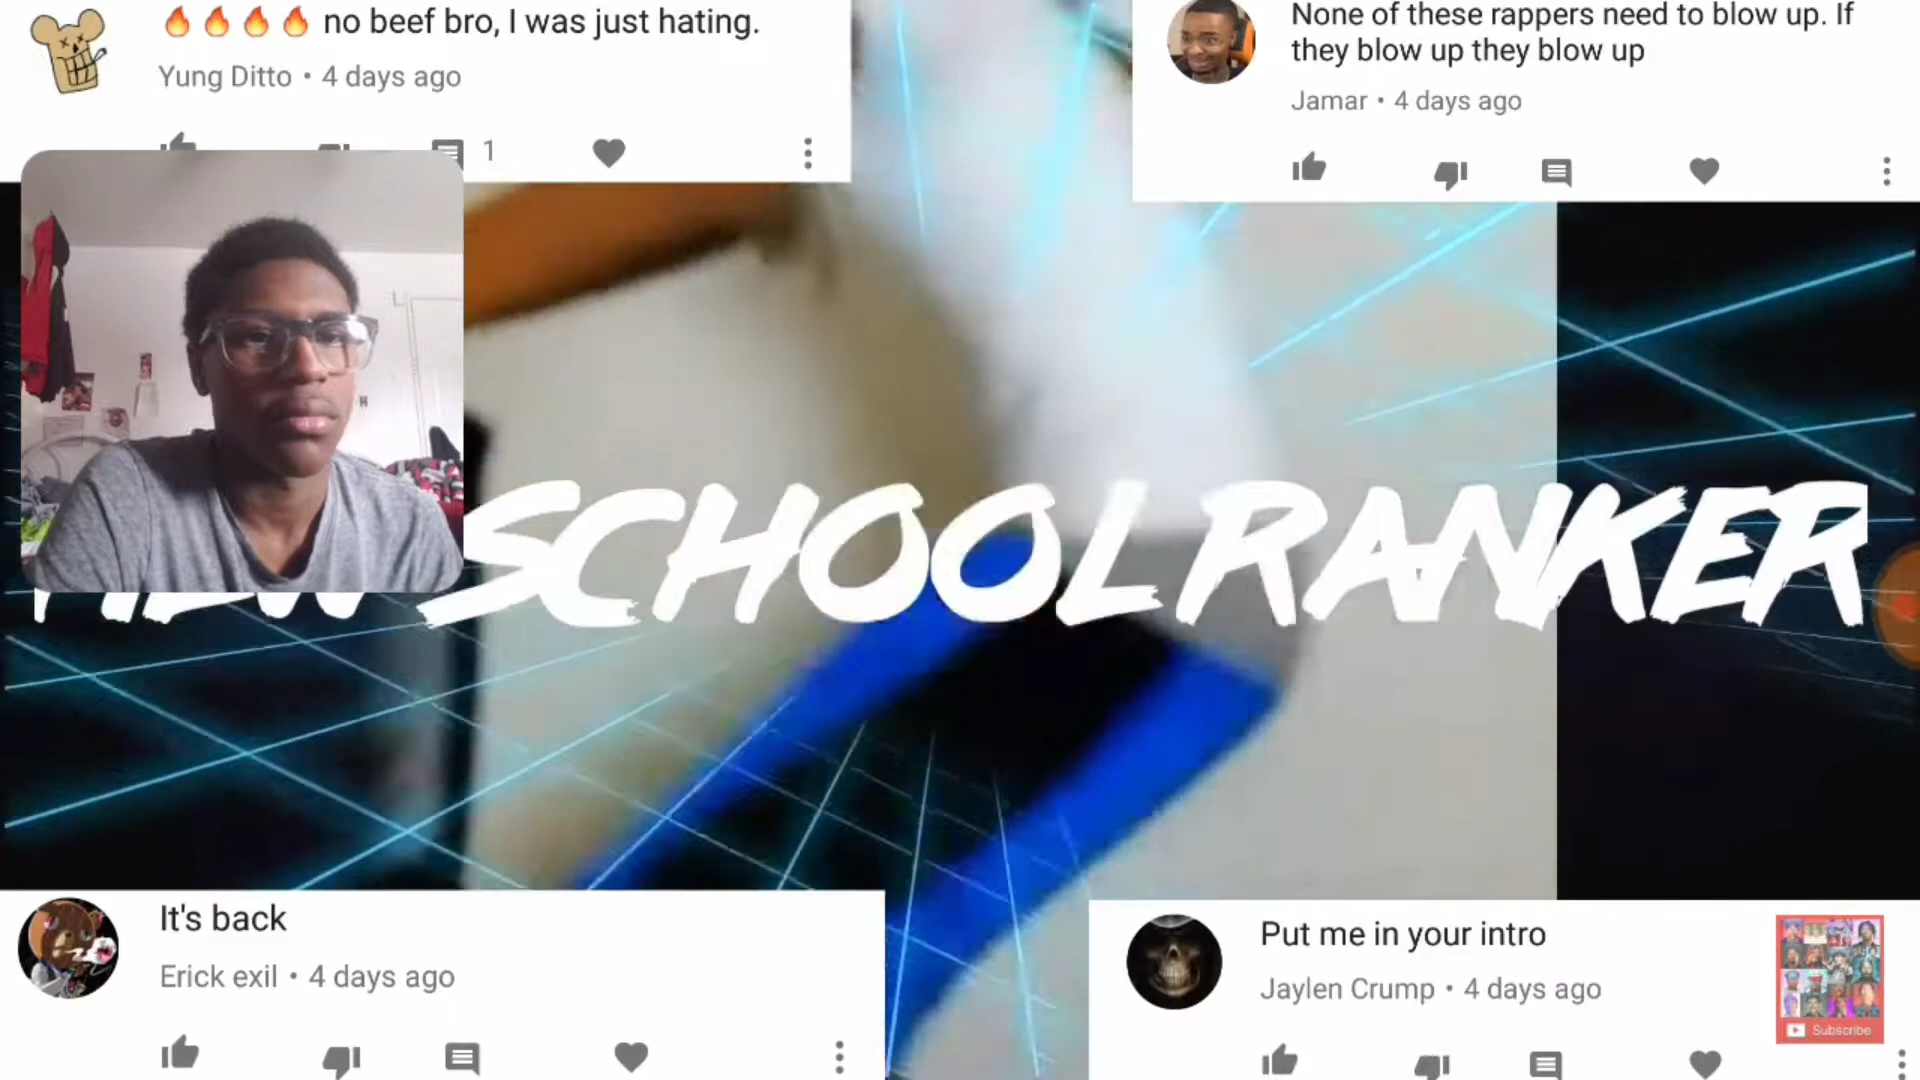 🔥🔥🔥🔥 no beef bro, I was just hating.
Yung Ditto • 4 days ago
1
None of these rappers need to blow up. If
they blow up they blow up
Jamar • 4 days ago
SCHOOL RANKER
It's back
Erick exil • 4 days ago
Put me in your intro
Jaylen Crump • 4 days ago
Subscribe